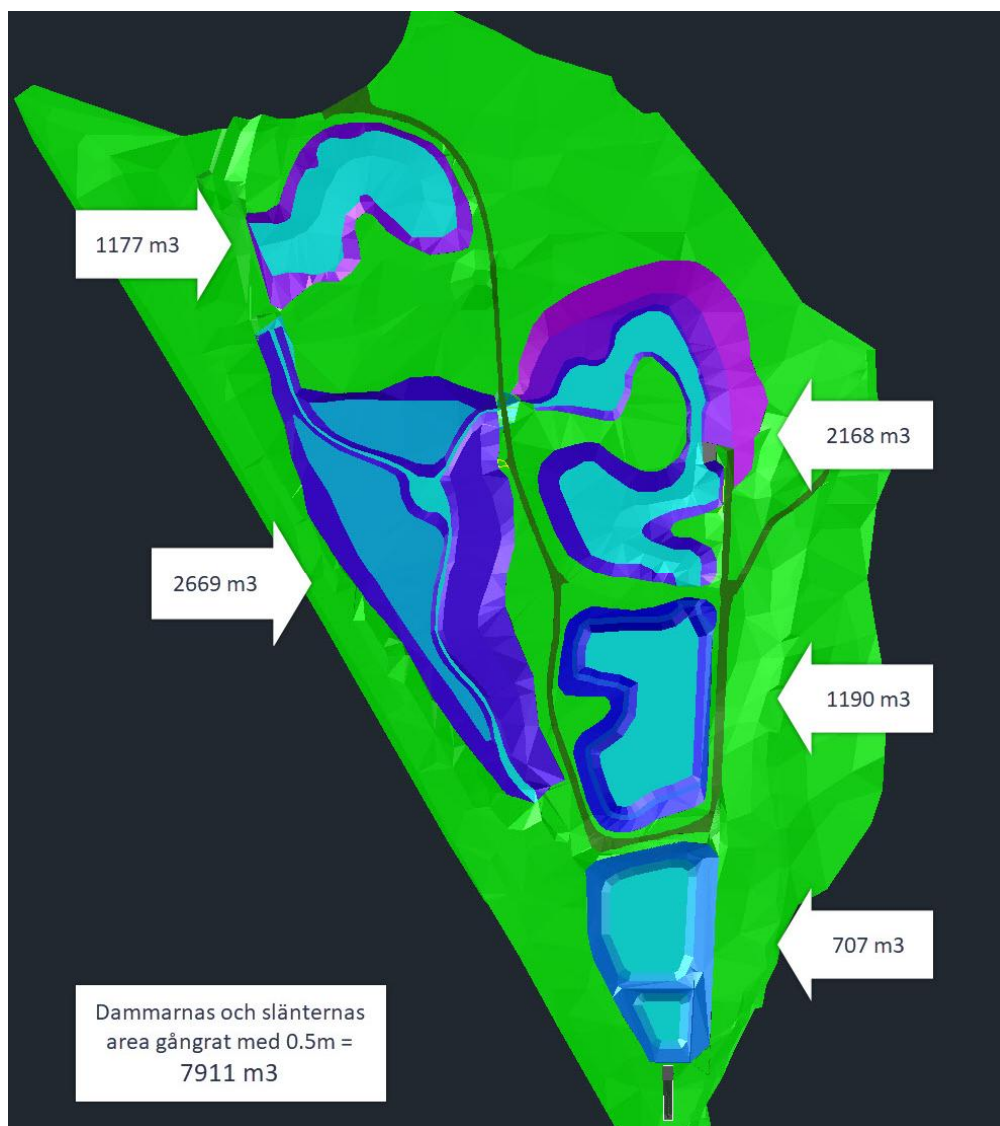 1177 m3
2168 m3
2669 m3
1190 m3
707 m3
Dammarnas och slänternas
area gångrat med 0.5m =
7911 m3